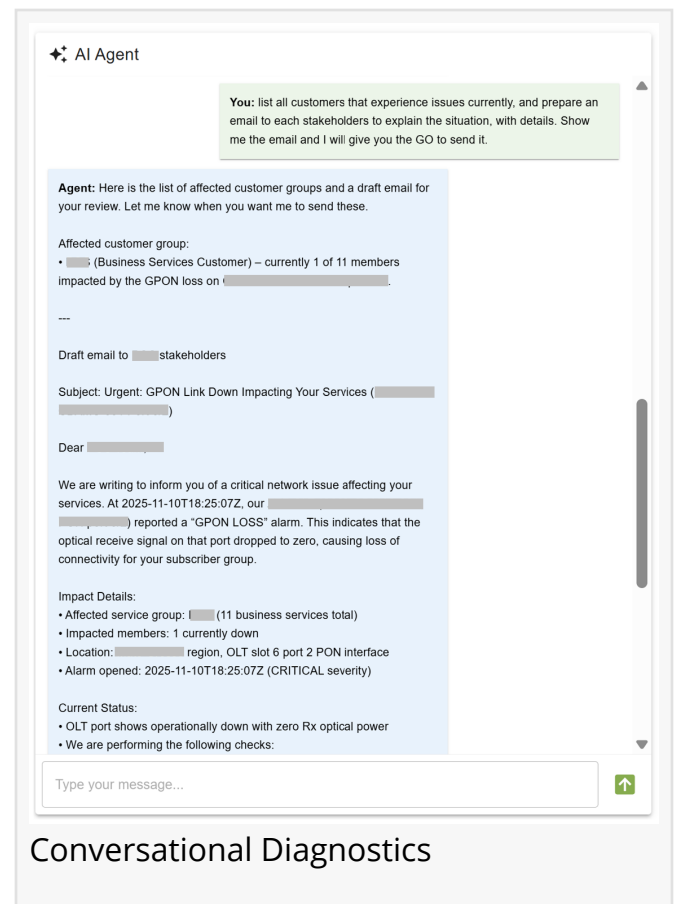 AI Agent
You: list all customers that experience issues currently, and prepare an
email to each stakeholders to explain the situation, with details. Show
me the email and I will give you the GO to send it.
Agent: Here is the list of affected customer groups and a draft email for
your review. Let me know when you want me to send these.
Affected customer group:
• (Business Services Customer) – currently 1 of 11 members
impacted by the GPON loss on .
---
Draft email to stakeholders
Subject: Urgent: GPON Link Down Impacting Your Services (
)
Dear
We are writing to inform you of a critical network issue affecting your
services. At 2025-11-10T18:25:07Z, our
) reported a “GPON LOSS” alarm. This indicates that the
optical receive signal on that port dropped to zero, causing loss of
connectivity for your subscriber group.
Impact Details:
• Affected service group: (11 business services total)
• Impacted members: 1 currently down
• Location: region, OLT slot 6 port 2 PON interface
• Alarm opened: 2025-11-10T18:25:07Z (CRITICAL severity)
Current Status:
• OLT port shows operationally down with zero Rx optical power
• We are performing the following checks:
Type your message...
Conversational Diagnostics